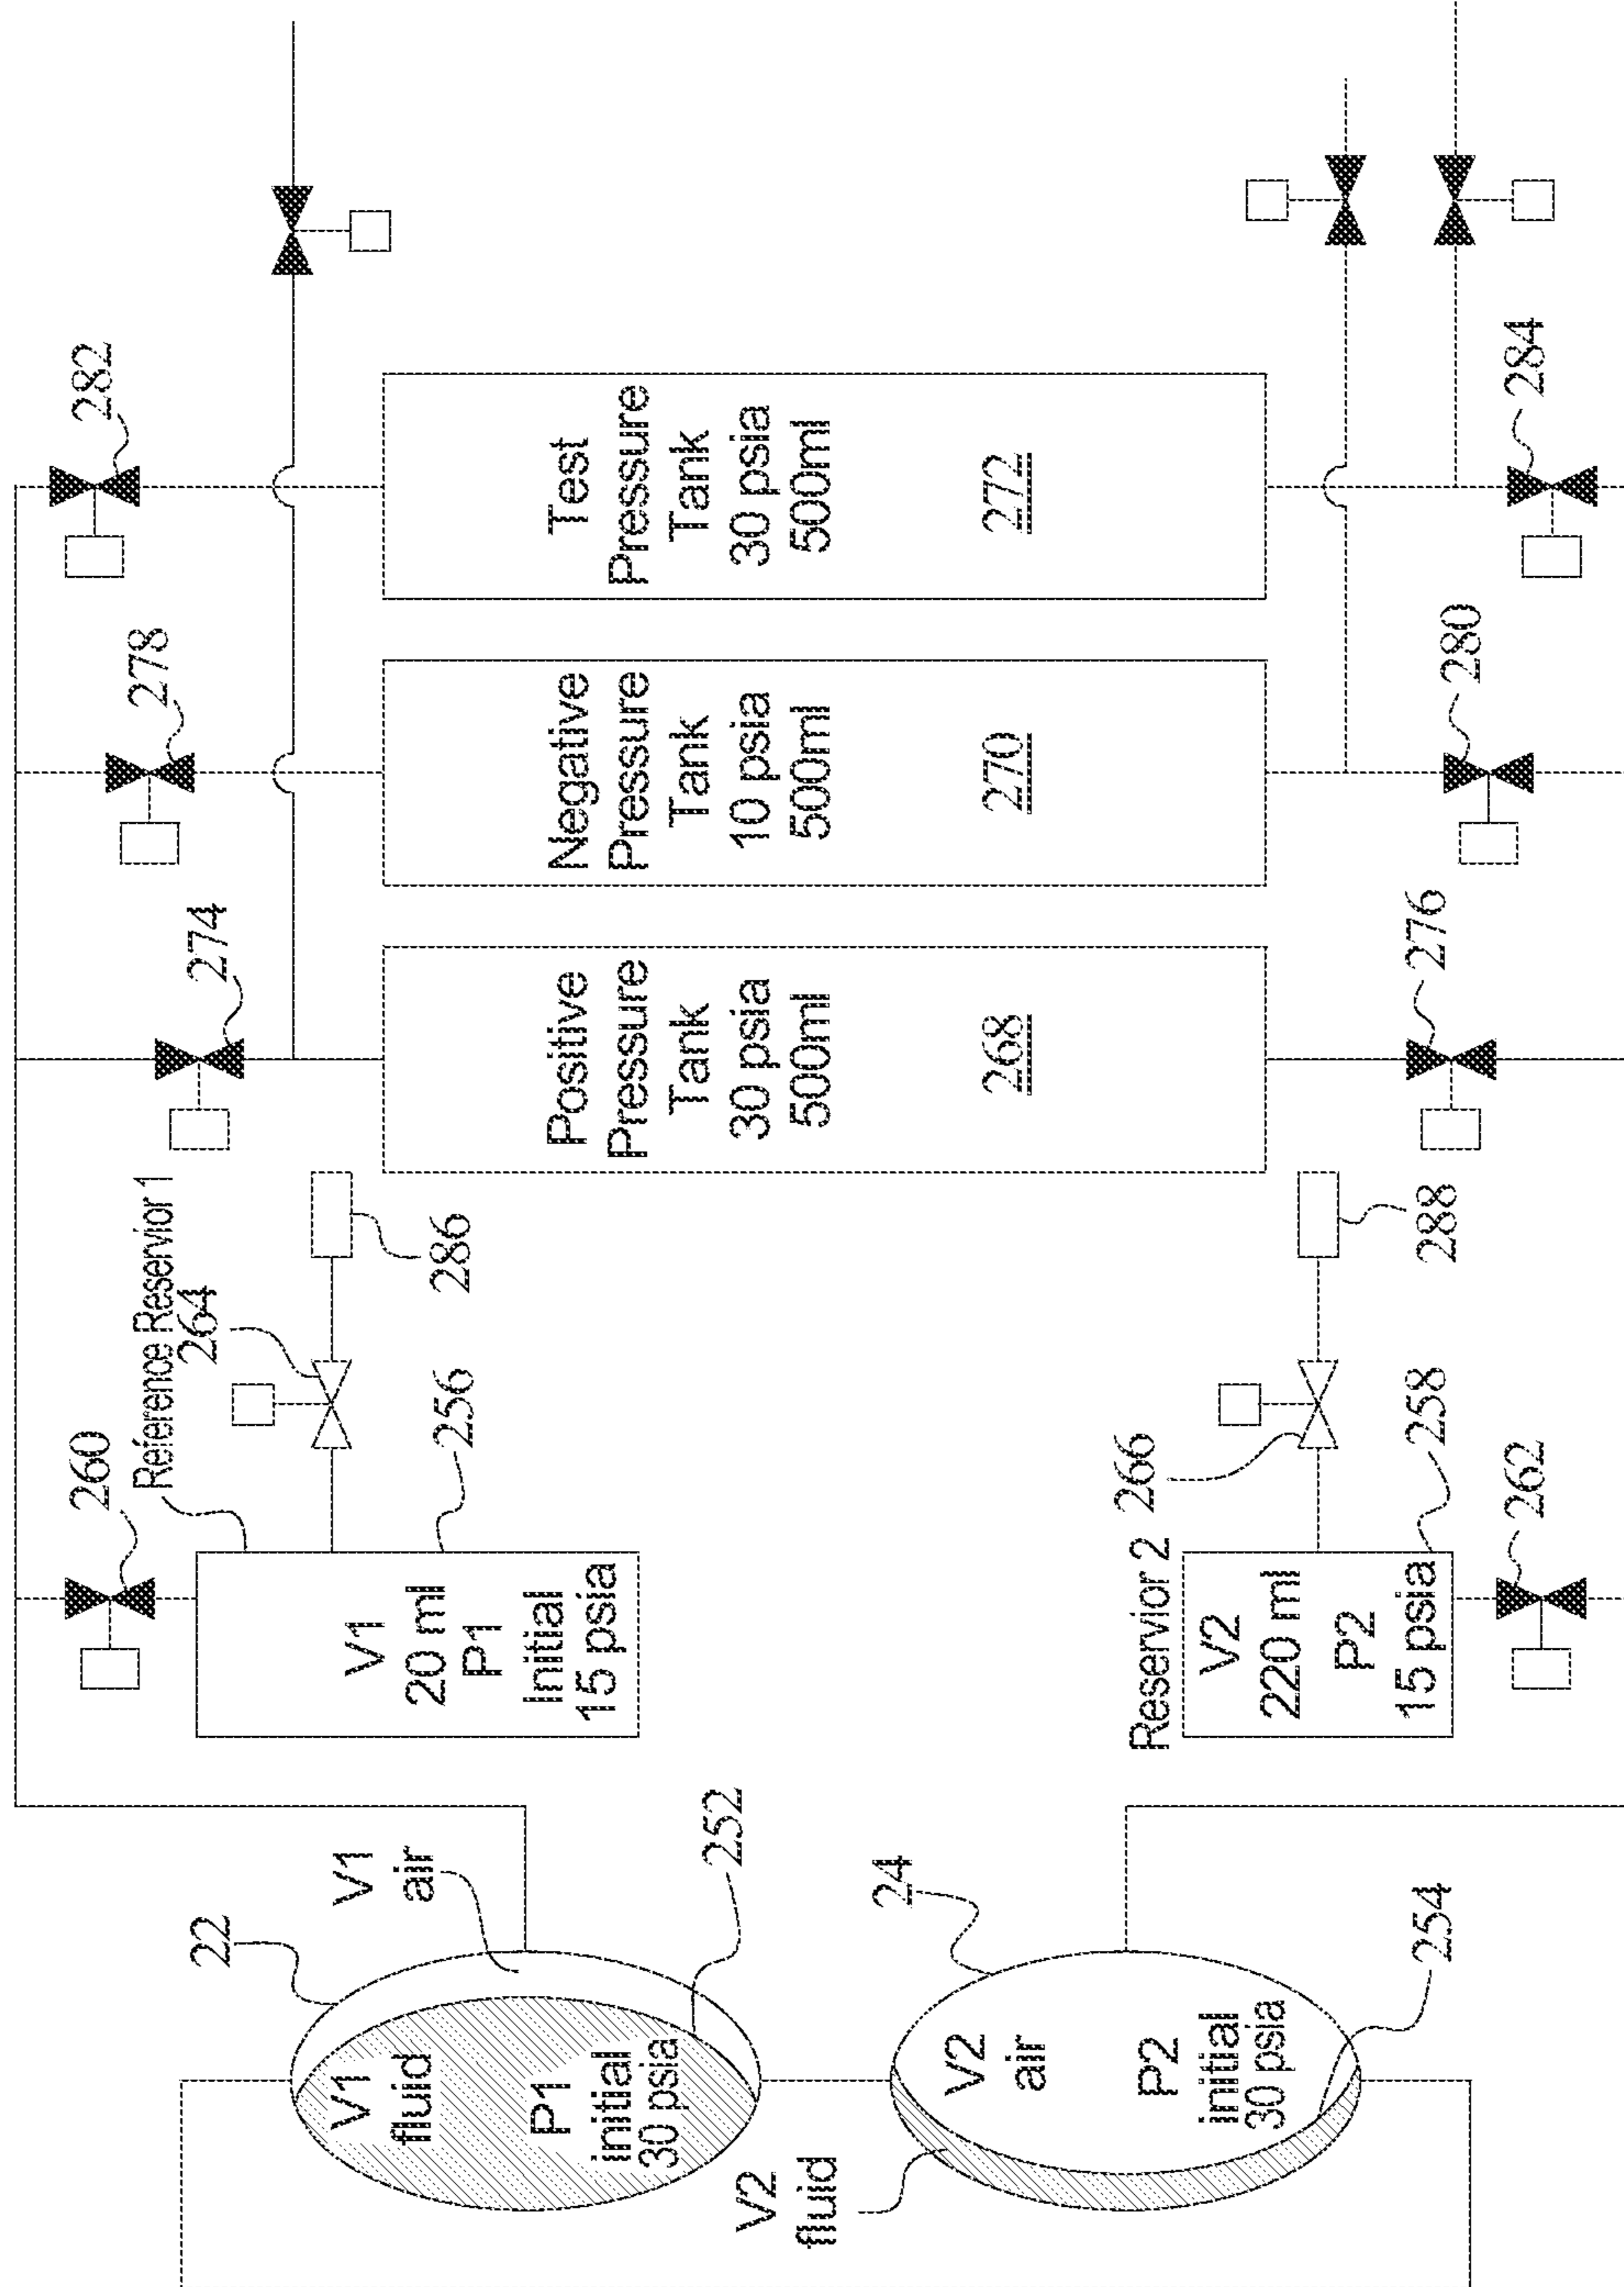 282
278
274
Test
Pressure
Tank
30 psia
500ml
272
Negative
Pressure
Tank
10 psia
500ml
270
Positive
Pressure
Tank
30 psia
500ml
268
284
280
276
Reference Reservior 1
264
286
260
256
V1
20 ml
P1
Initial
15 psia
288
266
258
262
Reservior 2
V2
220 ml
P2
15 psia
22
V1
air
252
V1
fluid
P1
initial
30 psia
24
254
V2
air
P2
initial
30 psia
V2
fluid